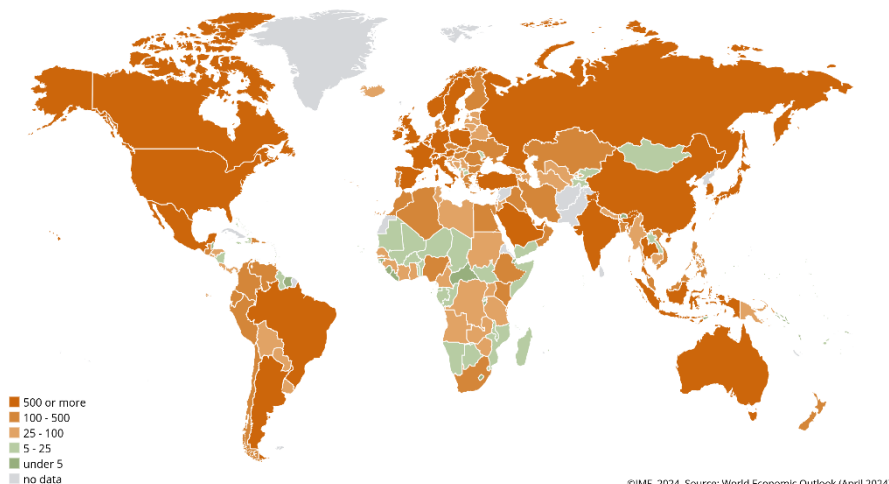 500 or more
100 - 500
25 - 100
5 - 25
under 5
no data
©IMF, 2024, Source: World Economic Outlook (April 2024)